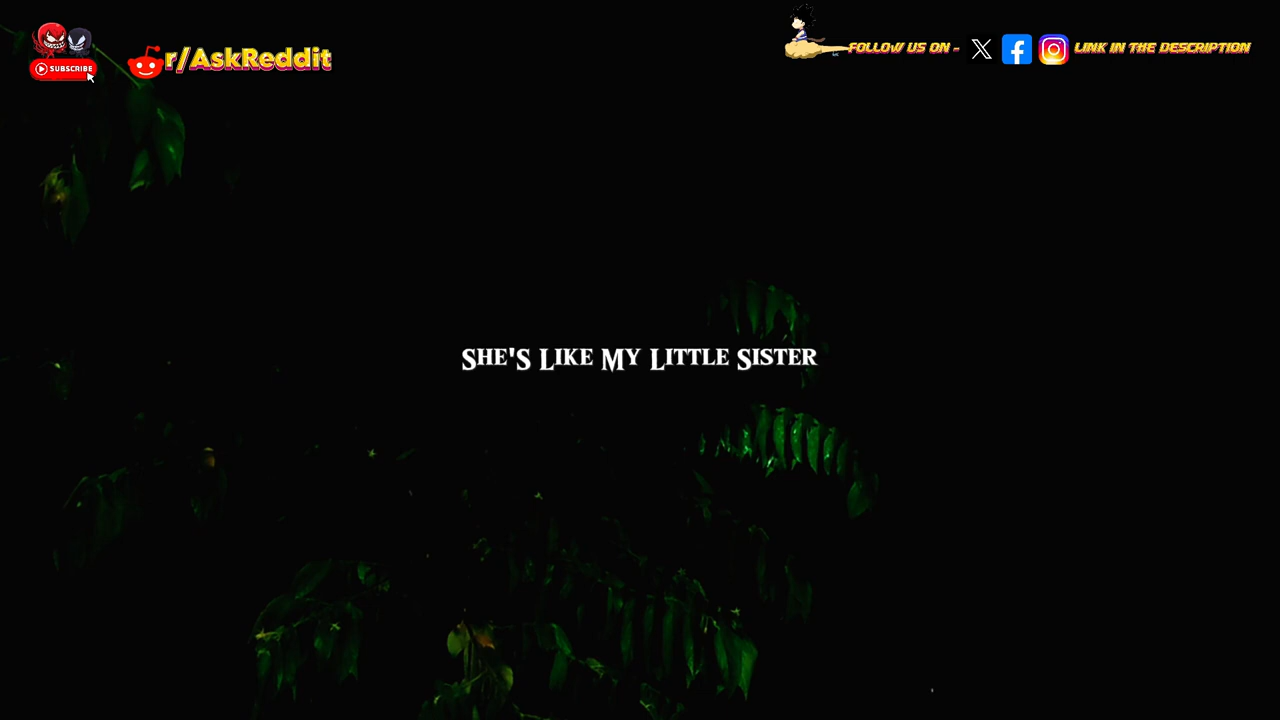 SUBSCRIBE
r/AskReddit
FOLLOW US ON -
LINK IN THE DESCRIPTION
SHE'S LIKE MY LITTLE SISTER